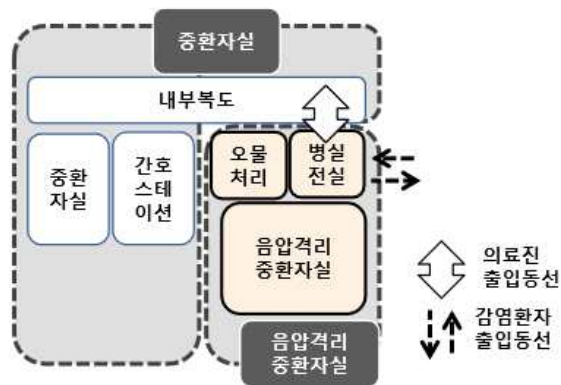 중환자실
내부복도
중환
자실
간호
스테
이션
오물
처리
병실
전실
음압격리
중환자실
의료진
출입동선
감염환자
출입동선
음압격리
중환자실